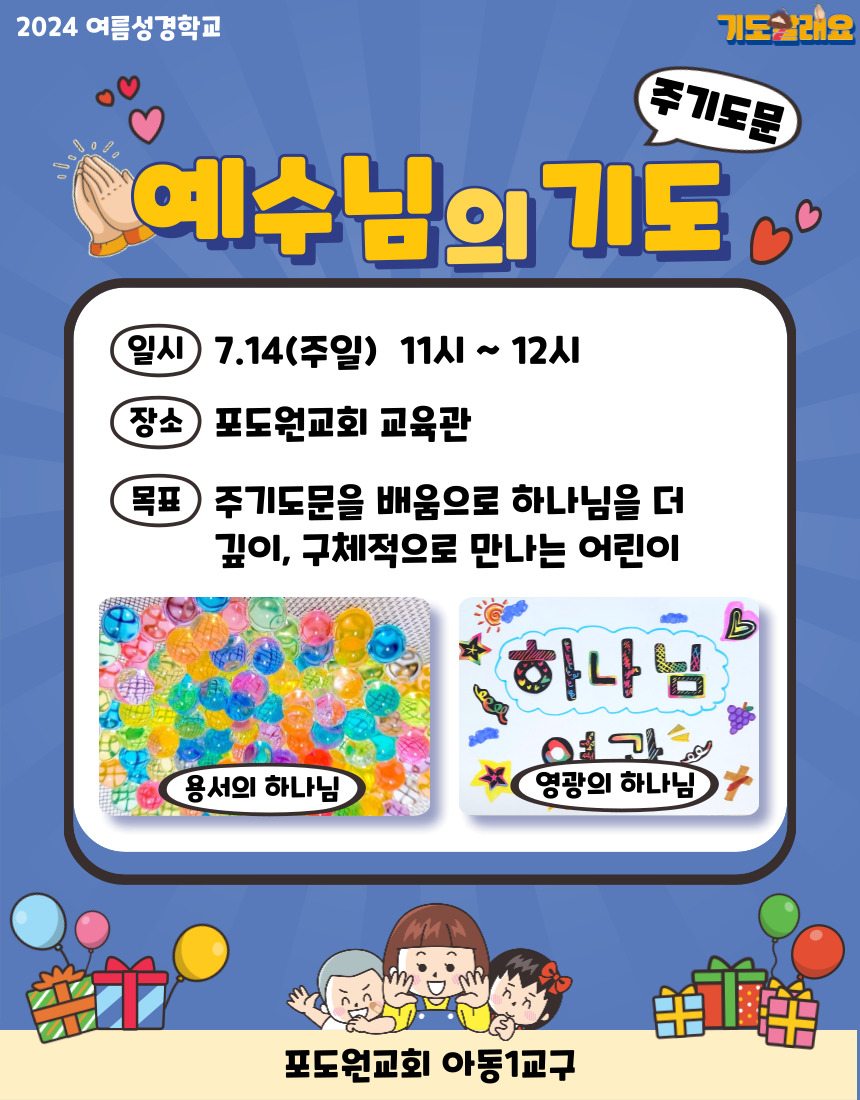 2024 여름성경학교
기도할래요
주기도문
예수님의 기도
일시 7.14(주일) 11시 ~ 12시
장소 포도원교회 교육관
목표 주기도문을 배움으로 하나님을 더
깊이, 구체적으로 만나는 어린이
하나님
영광
용서의 하나님
영광의 하나님
포도원교회 아동1교구